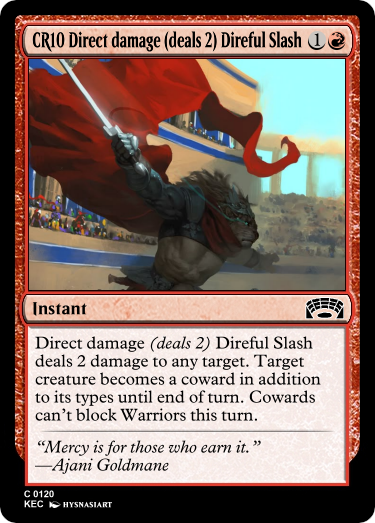 CR10 Direct damage (deals 2) Direful Slash 1
Instant
Direct damage (deals 2) Direful Slash
deals 2 damage to any target. Target
creature becomes a coward in addition
to its types until end of turn. Cowards
can't block Warriors this turn.
“Mercy is for those who earn it.”
—Ajani Goldmane
C 0120
KEC HYSNASIART